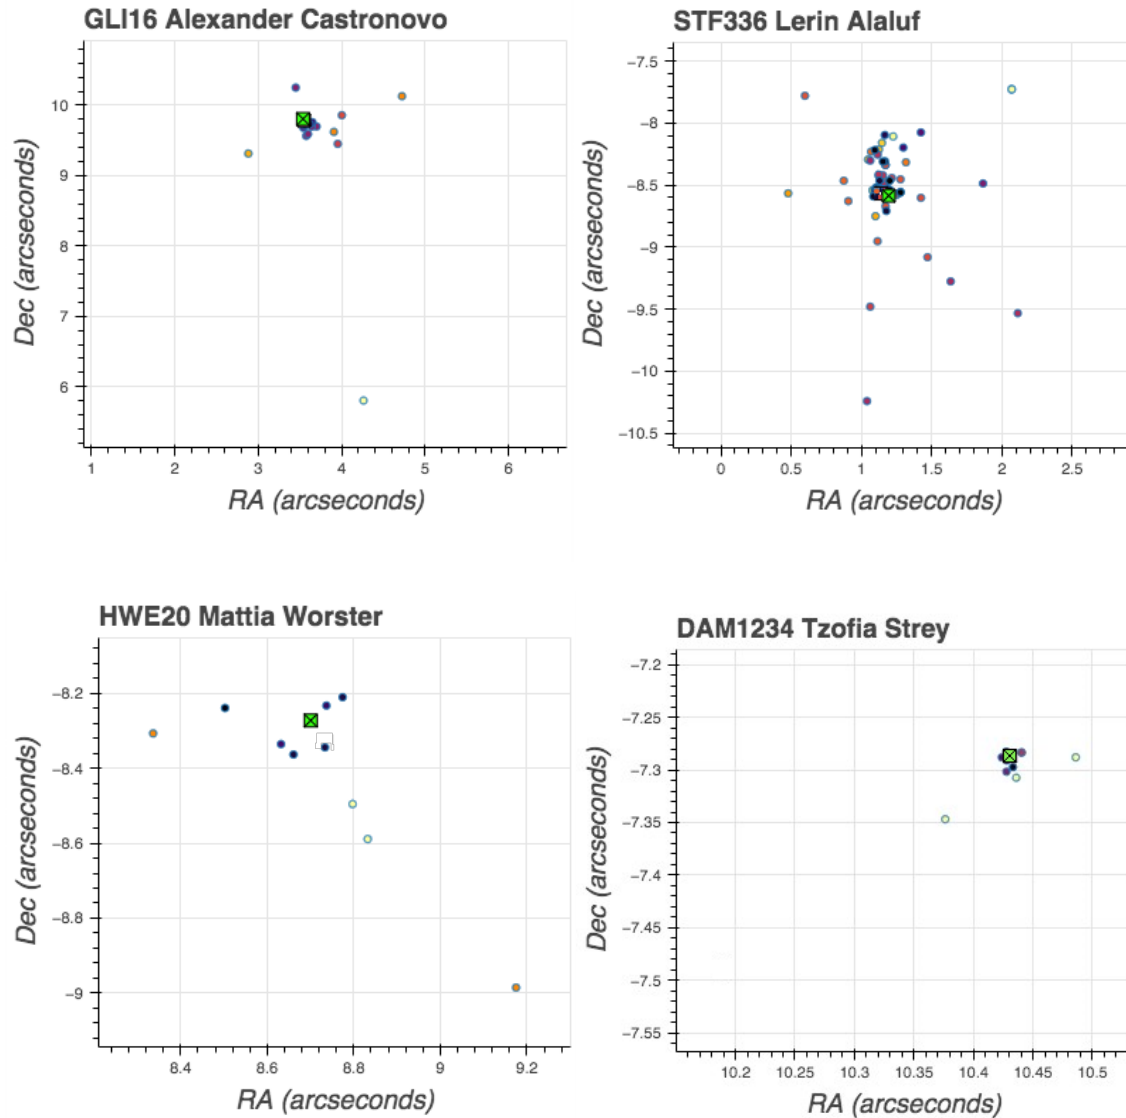 GLI16 Alexander Castronovo
10
9
8
7
6
Dec (arcseconds)
1 2 3 4 5 6
RA (arcseconds)
STF336 Lerin Alaluf
−7.5
−8
−8.5
−9
−9.5
−10
−10.5
Dec (arcseconds)
0 0.5 1 1.5 2 2.5
RA (arcseconds)
HWE20 Mattia Worster
−8.2
−8.4
−8.6
−8.8
−9
Dec (arcseconds)
8.4 8.6 8.8 9 9.2
RA (arcseconds)
DAM1234 Tzofia Strey
−7.2
−7.25
−7.3
−7.35
−7.4
−7.45
−7.5
−7.55
Dec (arcseconds)
10.2 10.25 10.3 10.35 10.4 10.45 10.5
RA (arcseconds)